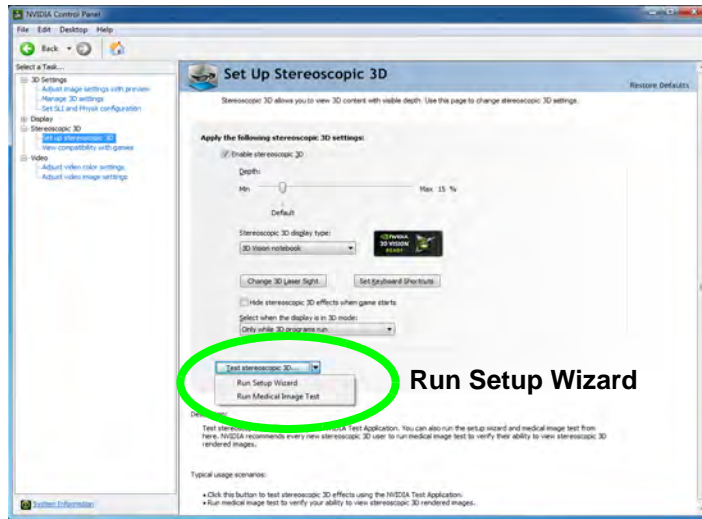 NVIDIA Control Panel
File Edit Desktop Help
Back
Select a Task...
3D Settings
Adjust image settings with preview
Manage 3D settings
Set SLI and PhysX configuration
Display
Stereoscopic 3D
Set up stereoscopic 3D
View compatibility with games
Video
Adjust video color settings
Adjust video image settings
System Information
Set Up Stereoscopic 3D
Restore Defaults
Stereoscopic 3D allows you to view 3D content with visible depth. Use this page to change stereoscopic 3D settings.
Apply the following stereoscopic 3D settings:
Enable stereoscopic 3D
Depth:
Min Max 15 %
Default
Stereoscopic 3D display type:
3D Vision notebook
NVIDIA
3D VISION
READY
Change 3D Laser Sight Set Keyboard Shortcuts
Hide stereoscopic 3D effects when game starts
Select when the display is in 3D mode:
Only while 3D programs run
Test stereoscopic 3D...
Run Setup Wizard
Run Medical Image Test
Run Setup Wizard
Test Application. You can also run the setup wizard and medical image test from
here. NVIDIA recommends every new stereoscopic 3D user to run medical image test to verify their ability to view stereoscopic 3D
rendered images.
Typical usage scenarios:
• Click this button to test stereoscopic 3D effects using the NVIDIA Test Application.
• Run medical image test to verify your ability to view stereoscopic 3D rendered images.